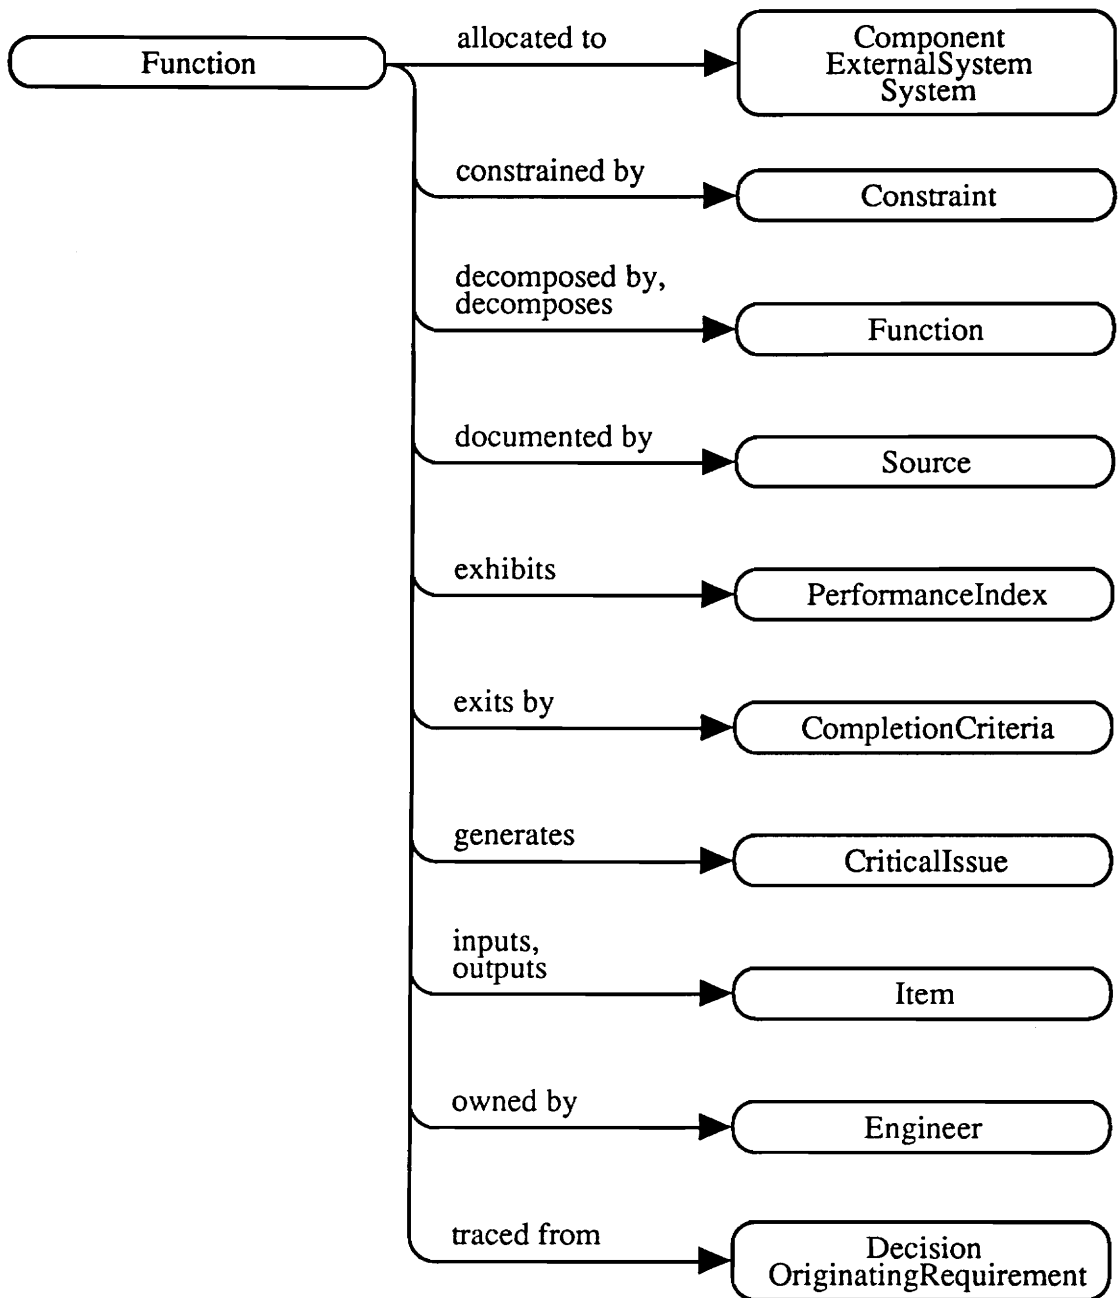 Function
allocated to
Component
ExternalSystem
System
constrained by
Constraint
decomposed by,
decomposes
Function
documented by
Source
exhibits
PerformanceIndex
exits by
CompletionCriteria
generates
CriticalIssue
inputs,
outputs
Item
owned by
Engineer
traced from
Decision
OriginatingRequirement